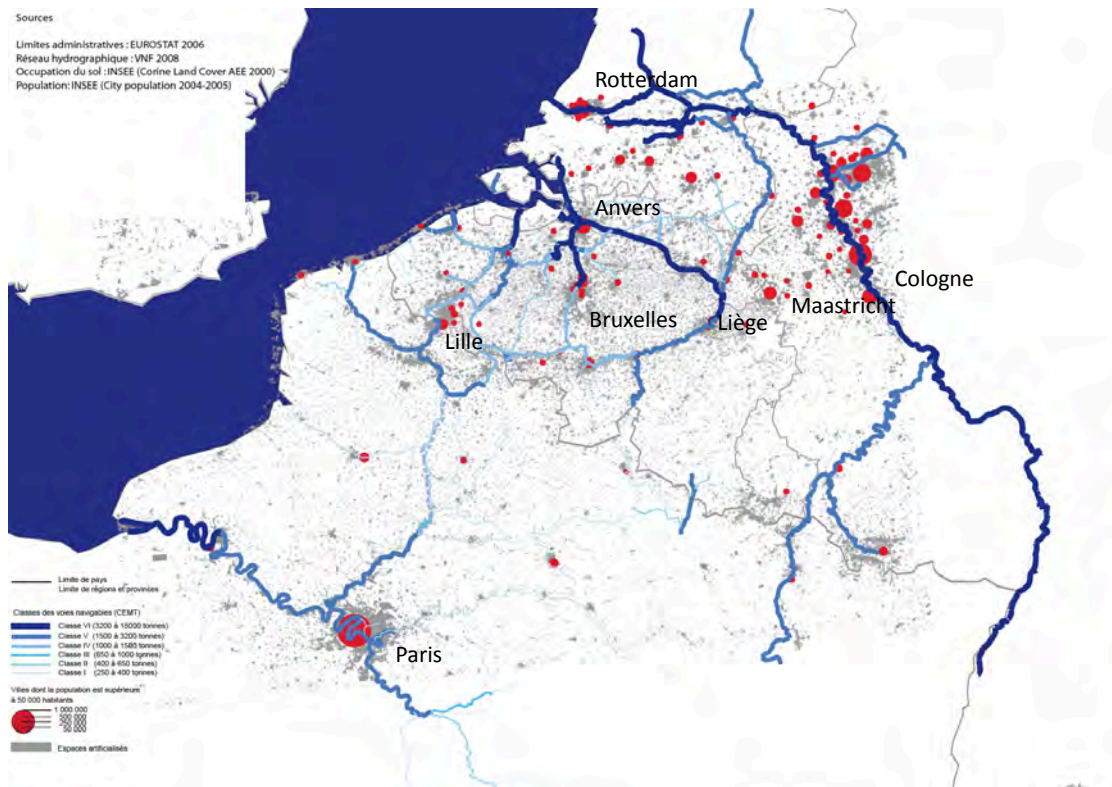 Sources
Limites administratives : EUROSTAT 2006
Réseau hydrographique : VNF 2008
Occupation du sol : INSEE (Corine Land Cover AEE 2000)
Population: INSEE (City population 2004-2005)
Rotterdam
Anvers
Cologne
Maastricht
Bruxelles
Liège
Lille
Paris
Limite de pays
Limite de régions et provinces
Classes des voies navigables (CEMT)
Classe VI (3200 à 18000 tonnes)
Classe V (1500 à 3200 tonnes)
Classe IV (1000 à 1500 tonnes)
Classe III (650 à 1000 tonnes)
Classe II (400 à 650 tonnes)
Classe I (250 à 400 tonnes)
Villes dont la population est supérieure
à 50 000 habitants
1 000 000
500 000
250 000
50 000
Espaces artificialisés